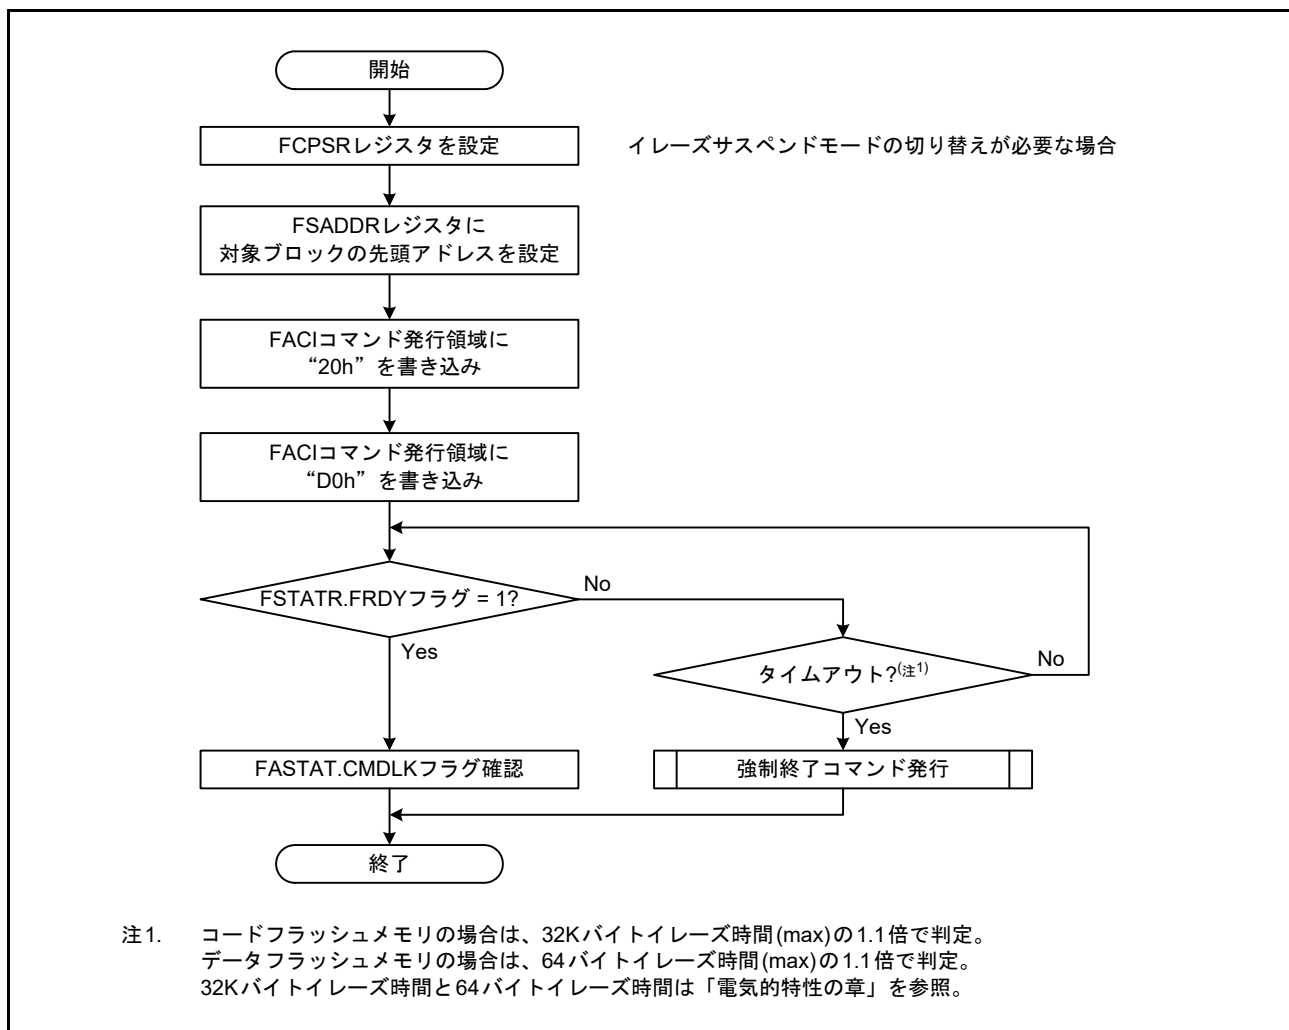 開始
FCPSRレジスタを設定
イレーズサスペンドモードの切り替えが必要な場合
FSADDRレジスタに
対象ブロックの先頭アドレスを設定
FACIコマンド発行領域に
“20h”を書き込み
FACIコマンド発行領域に
“D0h”を書き込み
FSTATR.FRDYフラグ = 1?
No
Yes
タイムアウト?(注1)
No
Yes
FASTAT.CMDLKフラグ確認
強制終了コマンド発行
終了
注1. コードフラッシュメモリの場合は、32Kバイトイレーズ時間(max)の1.1倍で判定。
データフラッシュメモリの場合は、64バイトイレーズ時間(max)の1.1倍で判定。
32Kバイトイレーズ時間と64バイトイレーズ時間は「電気的特性の章」を参照。